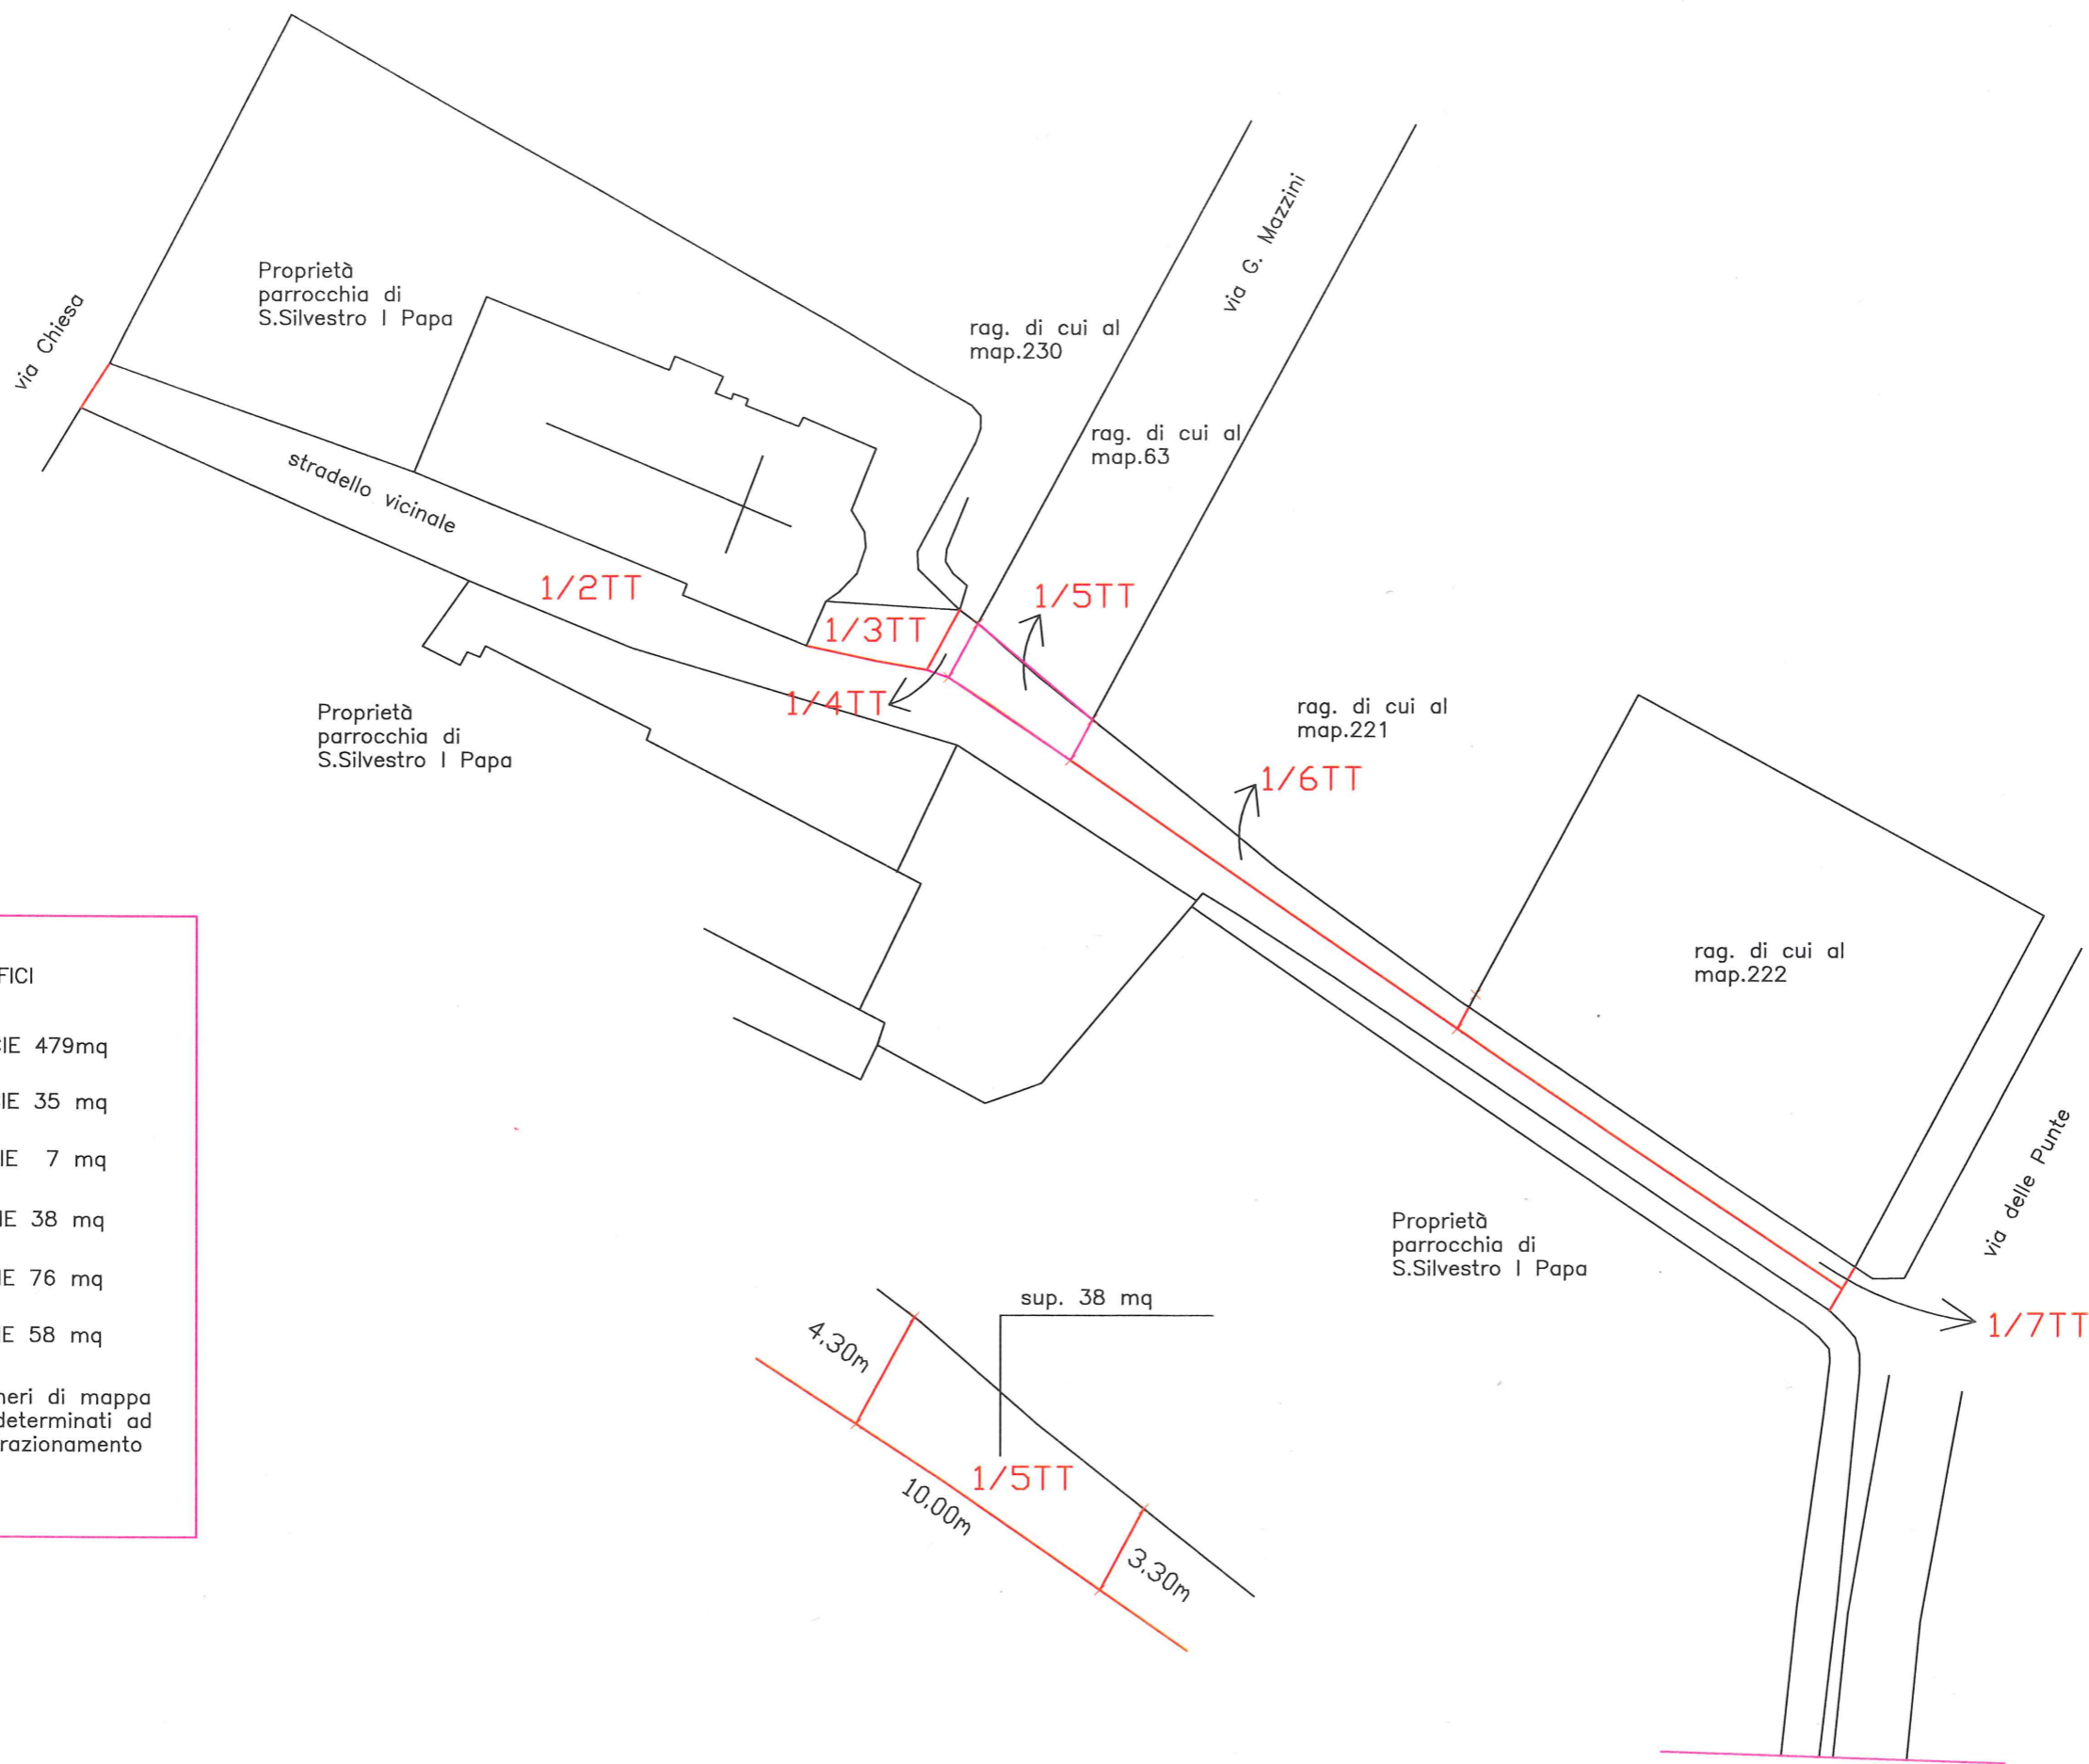 via Chiesa
Proprietà
parrocchia di
S.Silvestro I Papa
stradello vicinale
via G. Mazzini
rag. di cui al
map.230
rag. di cui al
map.63
1/2TT
1/3TT
1/4TT
1/5TT
Proprietà
parrocchia di
S.Silvestro I Papa
rag. di cui al
map.221
1/6TT
rag. di cui al
map.222
via delle Punte
Proprietà
parrocchia di
S.Silvestro I Papa
1/7TT
FICI
CIE 479mq
IE 35 mq
IE 7 mq
IE 38 mq
IE 76 mq
IE 58 mq
neri di mappa
determinati ad
razionamento
sup. 38 mq
4.30m
1/5TT
10.00m
3.30m